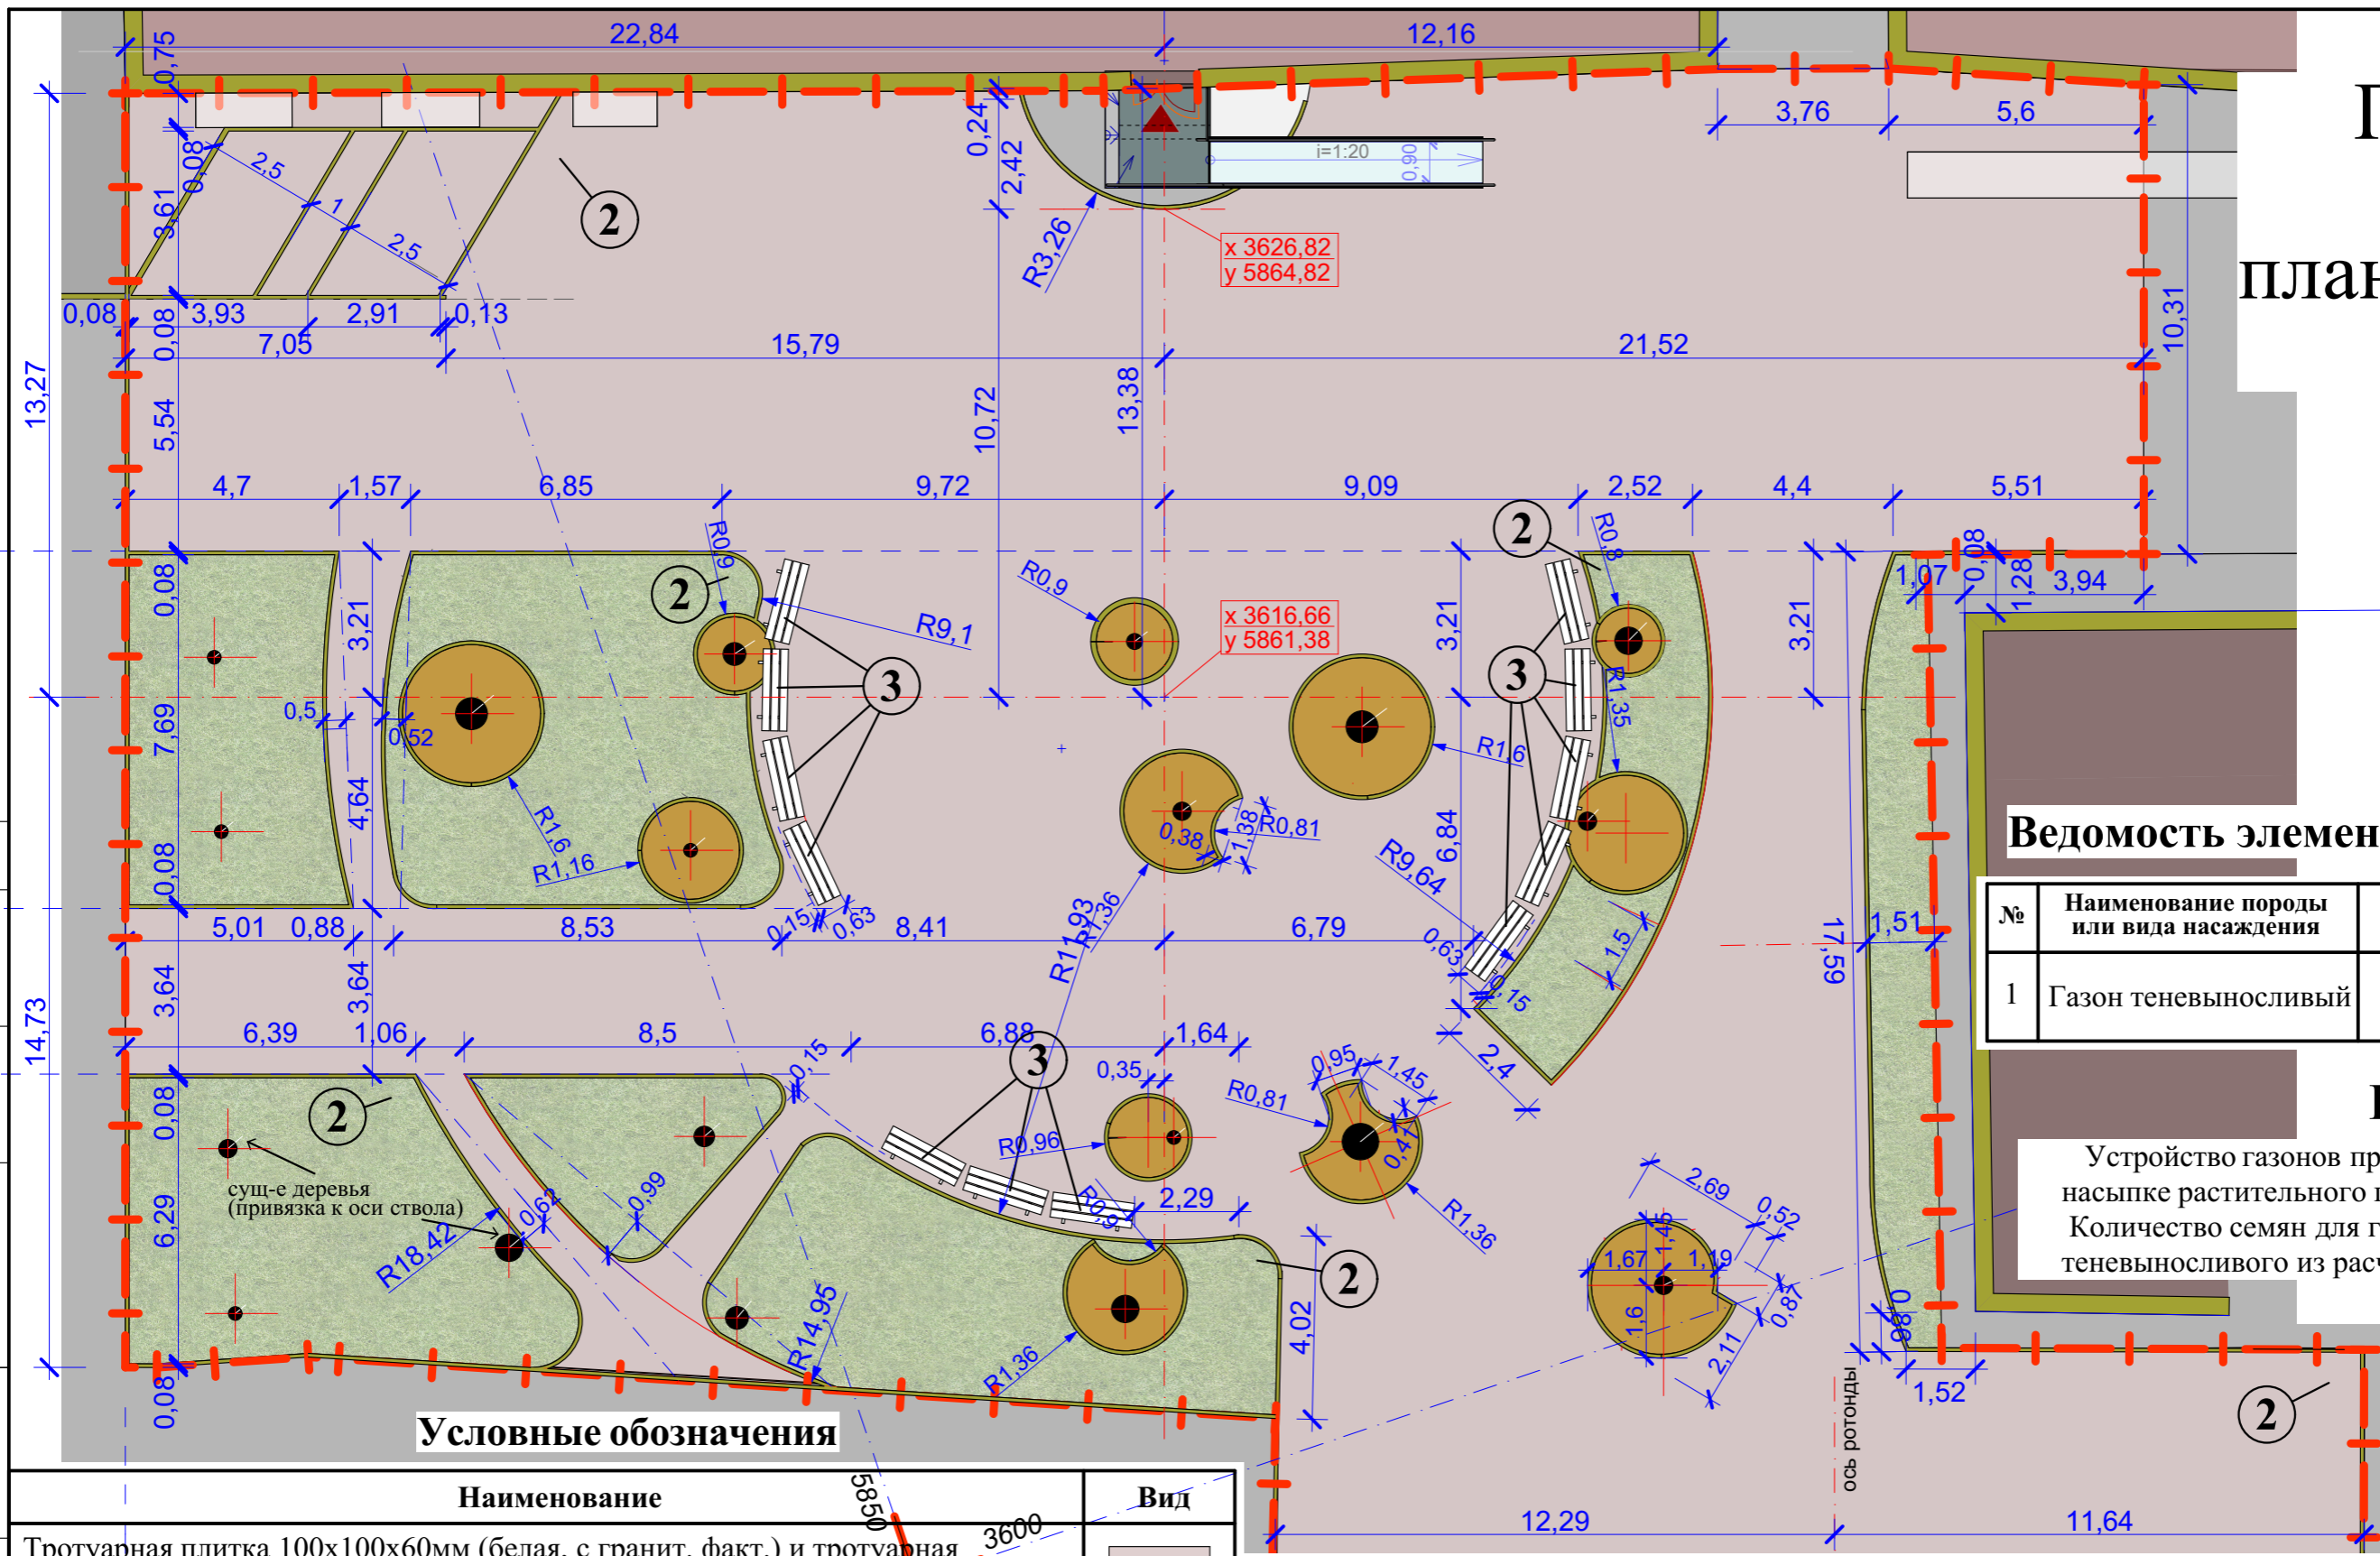 22,84
12,16
0,75
3,76
5,6
0,24
2,42
i=1:20
0,90
0,08
2,5
1
2,5
3,61
2
R3,26
x 3626,82
y 5864,82
план
10,31
0,08
3,93
2,91
0,13
7,05
0,08
15,79
21,52
13,27
5,54
10,72
13,38
4,7
1,57
6,85
9,72
9,09
2,52
4,4
5,51
2
R0,9
R0,8
0,08
3,21
2
R9,1
R0,9
x 3616,66
y 5861,38
3,21
3,21
1,07
0,08
1,28
3,94
3
3
7,69
0,5
0,52
R1,35
R1,6
4,64
R1,6
R1,16
0,38
1,38
R0,81
6,84
R9,64
0,08
Ведомость элемен
№
Наименование породы
или вида насаждения
1
Газон теневыносливый
5,01
0,88
8,53
0,15
0,63
8,41
R11,93
R1,36
6,79
0,63
0,15
1,5
17,59
1,51
3,64
3,64
14,73
6,39
1,06
8,5
6,88
1,64
0,15
3
0,35
0,95
1,45
2,4
R0,81
0,41
0,08
2
R0,96
сущ-е деревья
(привязка к оси ствола)
6,29
R18,42
0,62
0,99
R0,9
2,29
R1,36
2,69
0,52
1,45
1,67
1,19
1,6
0,87
2,11
Устройство газонов пр
насыпке растительного
Количество семян для г
теневыносливого из расч
2
R14,95
R1,36
4,02
0,86
1,52
0,08
2
ось ротонды
Условные обозначения
Наименование
Вид
5850
3600
12,29
11,64
Тротуарная плитка 100х100х60мм (белая, с гранит. факт.) и тротуарная